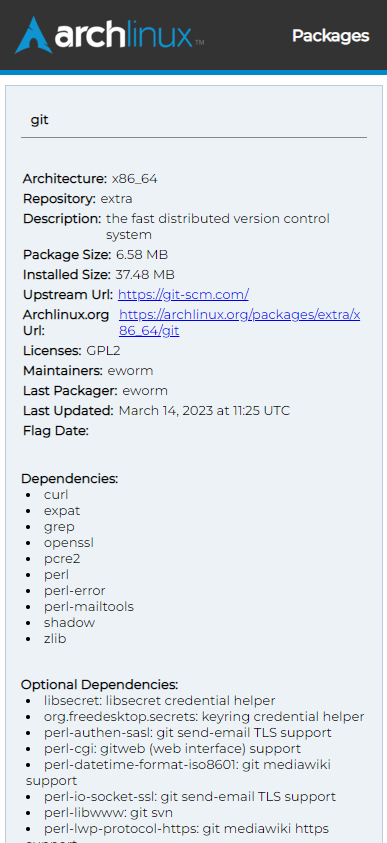 archlinux™
Packages
git
Architecture: x86_64
Repository: extra
Description: the fast distributed version control
system
Package Size: 6.58 MB
Installed Size: 37.48 MB
Upstream Url: https://git-scm.com/
Archlinux.org https://archlinux.org/packages/extra/x
Url: 86_64/git
Licenses: GPL2
Maintainers: eworm
Last Packager: eworm
Last Updated: March 14, 2023 at 11:25 UTC
Flag Date:
Dependencies:
• curl
• expat
• grep
• openssl
• pcre2
• perl
• perl-error
• perl-mailtools
• shadow
• zlib
Optional Dependencies:
• libsecret: libsecret credential helper
• org.freedesktop.secrets: keyring credential helper
• perl-authen-sasl: git send-email TLS support
• perl-cgi: gitweb (web interface) support
• perl-datetime-format-iso8601: git mediawiki
support
• perl-io-socket-ssl: git send-email TLS support
• perl-libwww: git svn
• perl-lwp-protocol-https: git mediawiki https